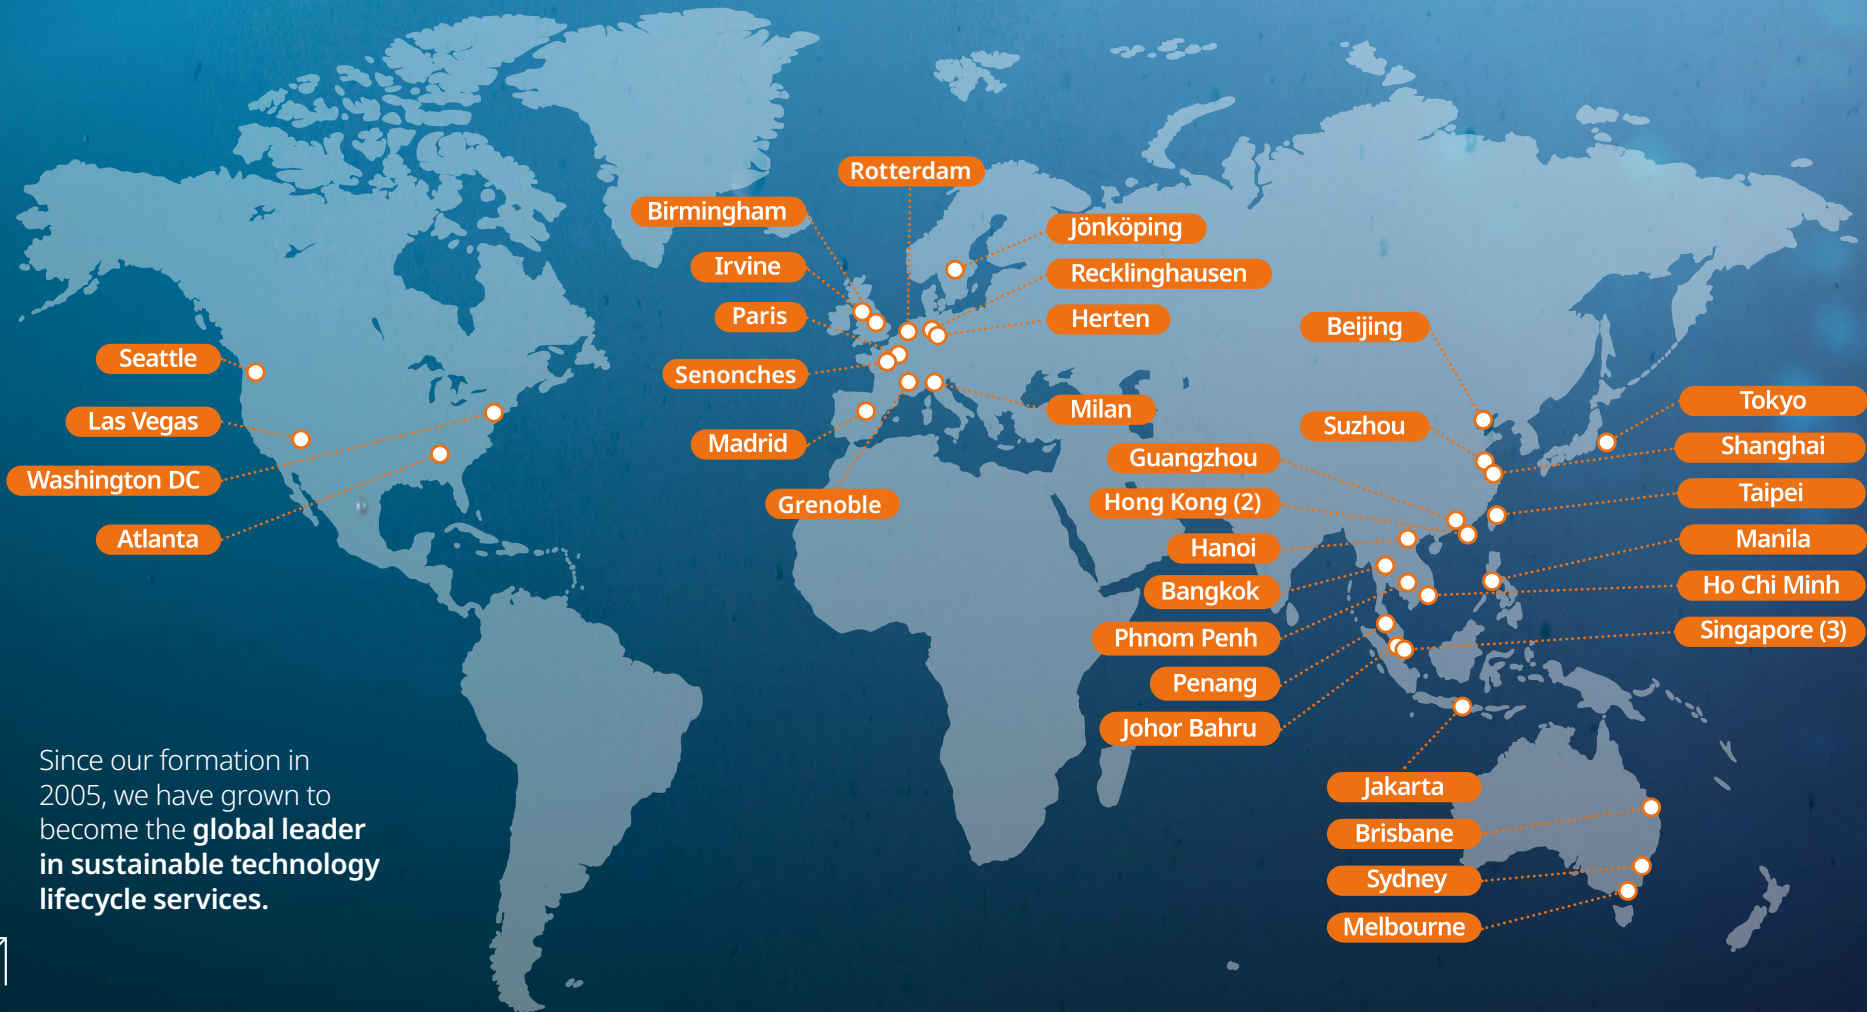 Rotterdam
Birmingham
Irvine
Paris
Senonches
Madrid
Grenoble
Jönköping
Recklinghausen
Herten
Milan
Seattle
Las Vegas
Washington DC
Atlanta
Beijing
Suzhou
Guangzhou
Hong Kong (2)
Hanoi
Bangkok
Phnom Penh
Penang
Johor Bahru
Tokyo
Shanghai
Taipei
Manila
Ho Chi Minh
Singapore (3)
Jakarta
Brisbane
Sydney
Melbourne
Since our formation in
2005, we have grown to
become the global leader
in sustainable technology
lifecycle services.